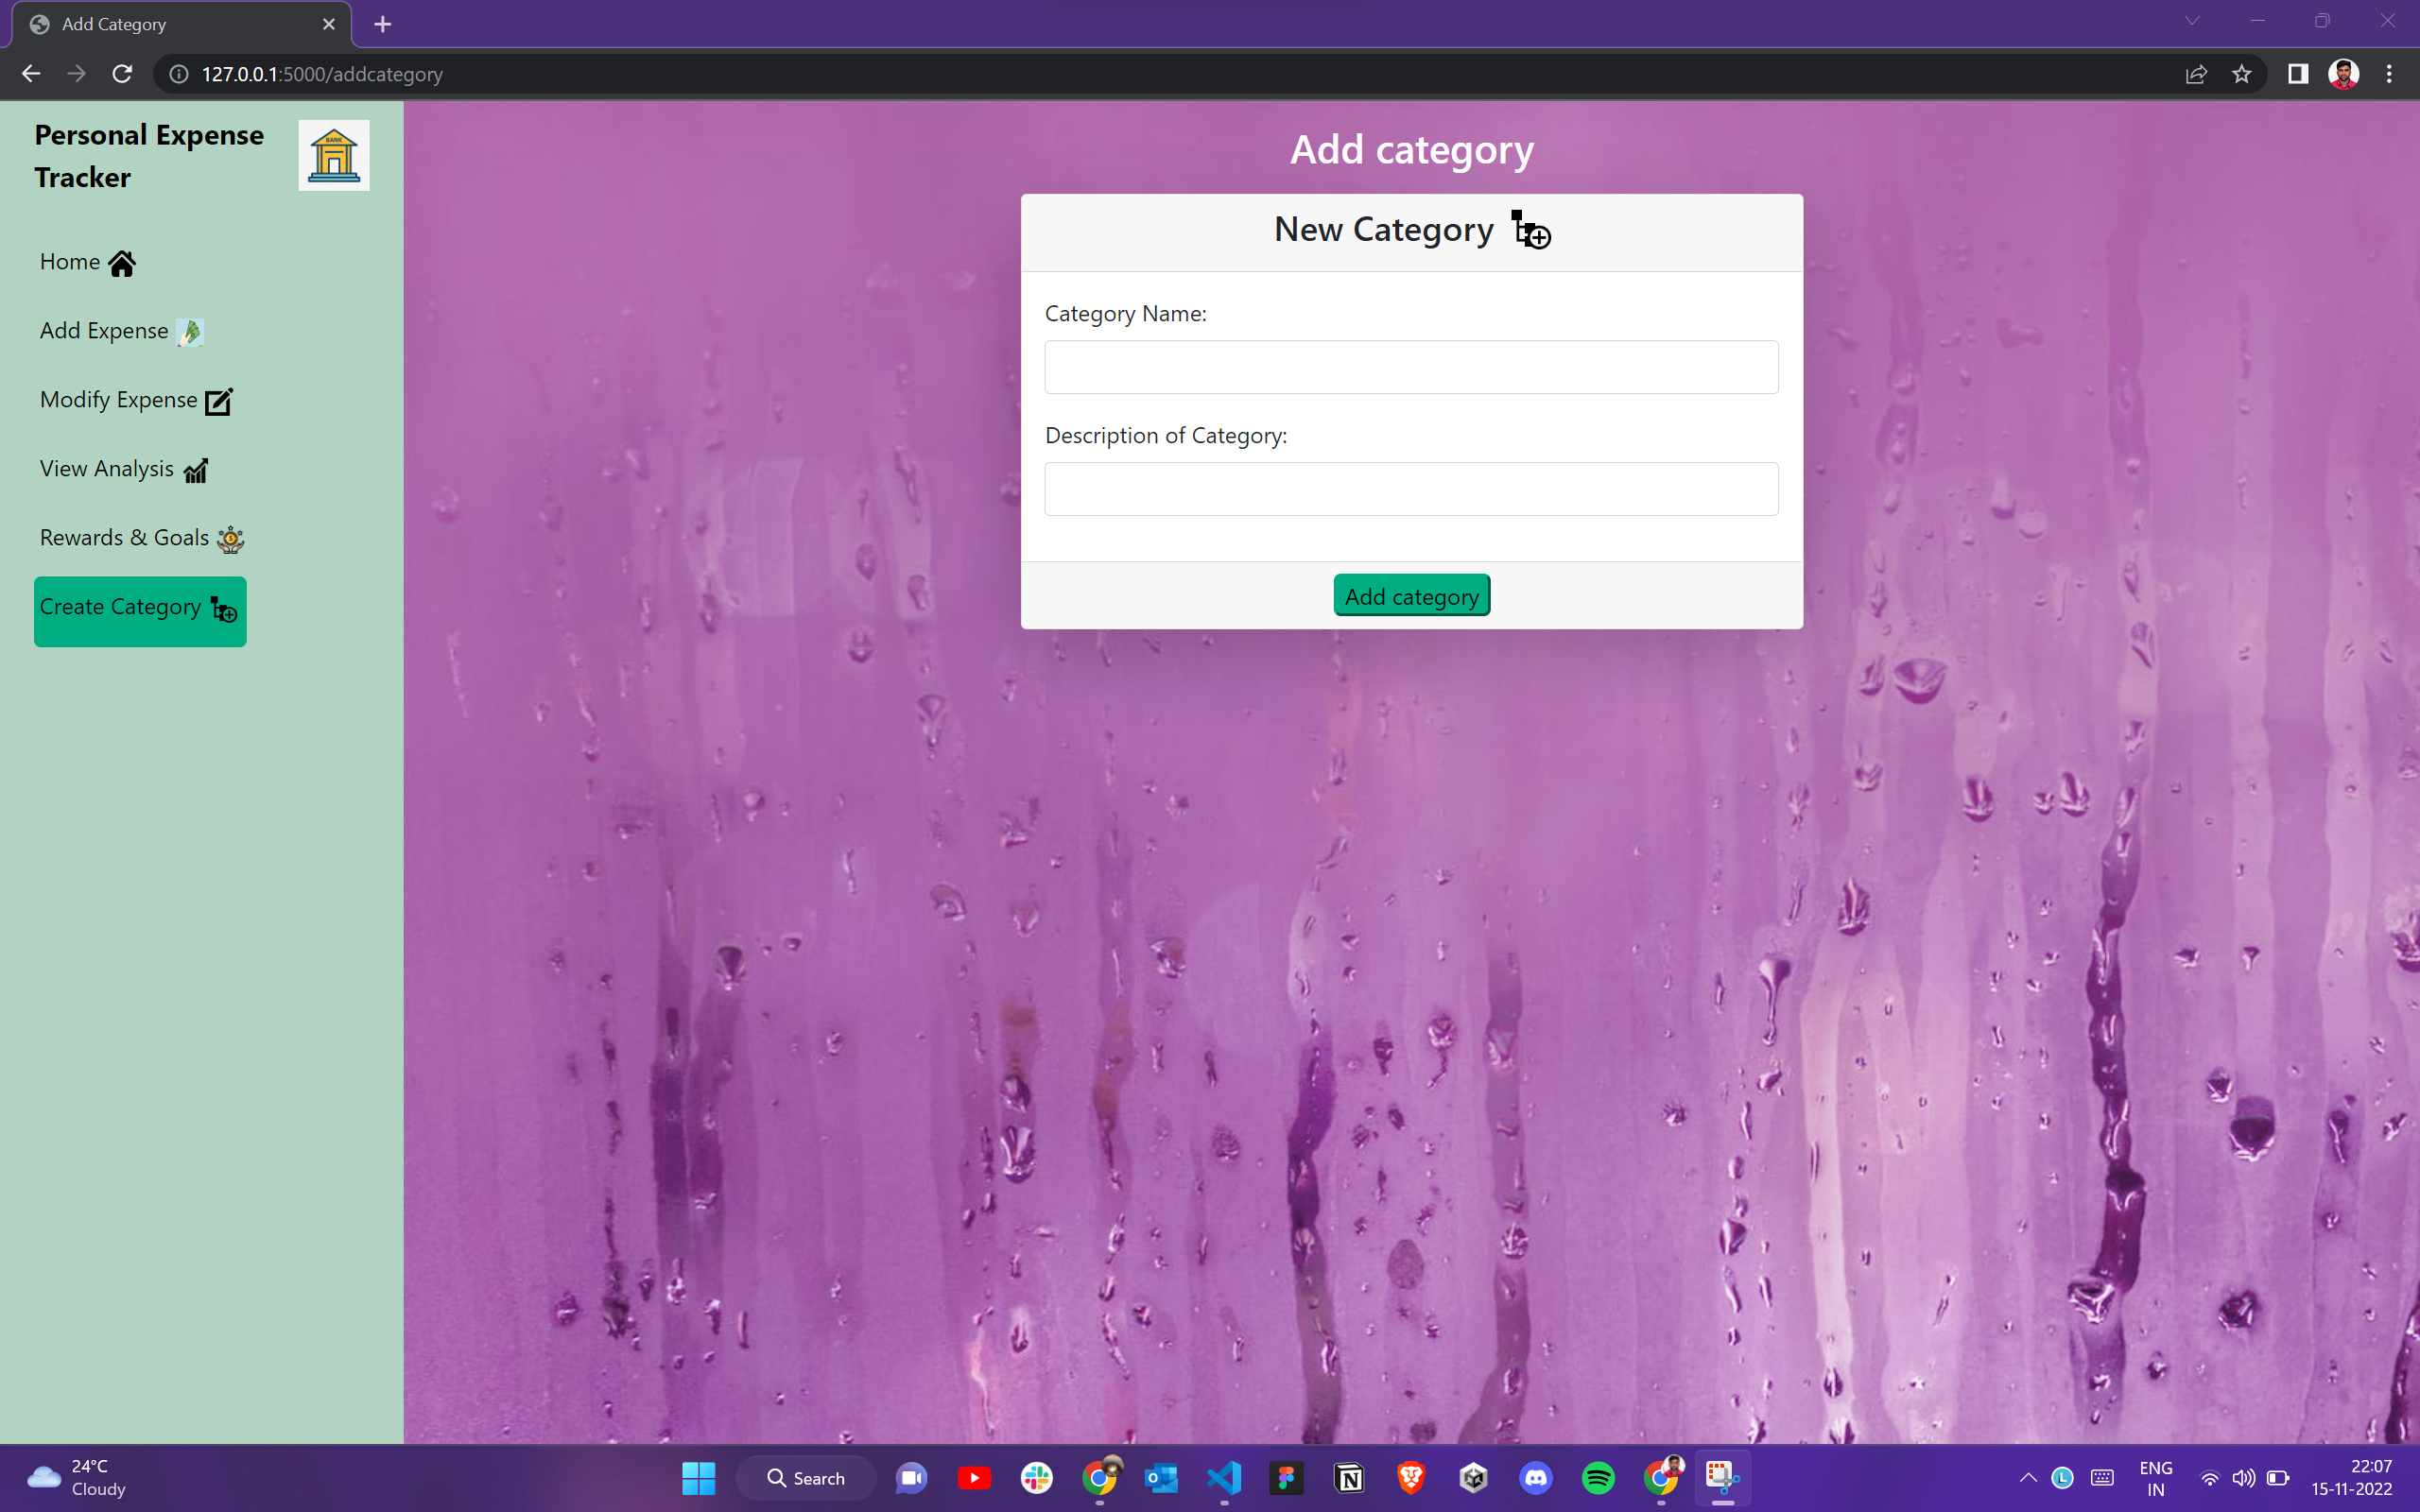 Add Category
127.0.0.1:5000/addcategory
Personal Expense
Tracker
BANK
Home
Add Expense
Modify Expense
View Analysis
Rewards & Goals
Create Category
Add category
New Category
Category Name:
Description of Category:
Add category
24°C
Cloudy
Search
ENG
IN
22:07
15-11-2022